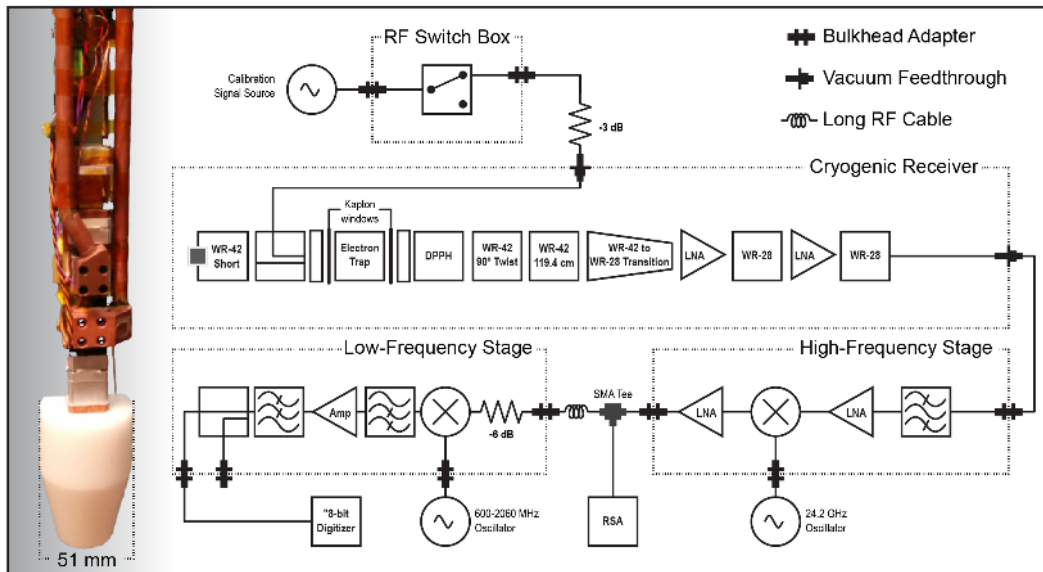 RF Switch Box
Bulkhead Adapter
Vacuum Feedthrough
Long RF Cable
Calibration
Signal Source
-3 dB
Cryogenic Receiver
Kapton
windows
WR-42
Short
Electron
Trap
DPPH
WR-42
90° Twist
WR-42
119.4 cm
WR-42 to
WR-28 Transition
LNA
WR-28
LNA
WR-28
Low-Frequency Stage
High-Frequency Stage
Amp
-6 dB
SMA Tee
LNA
LNA
"8-bit
Digitizer
600-2060 MHz
Oscillator
RSA
24.2 GHz
Oscillator
51 mm